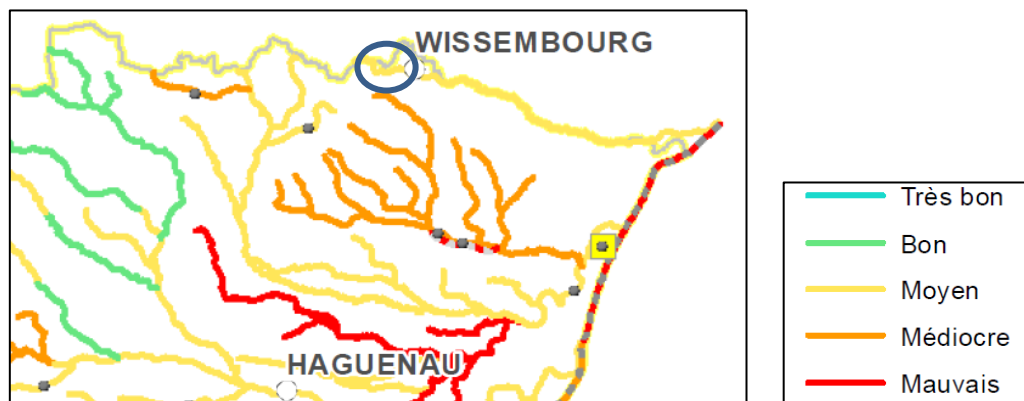 WISSEMBOURG
HAGUENAU
Très bon
Bon
Moyen
Médiocre
Mauvais